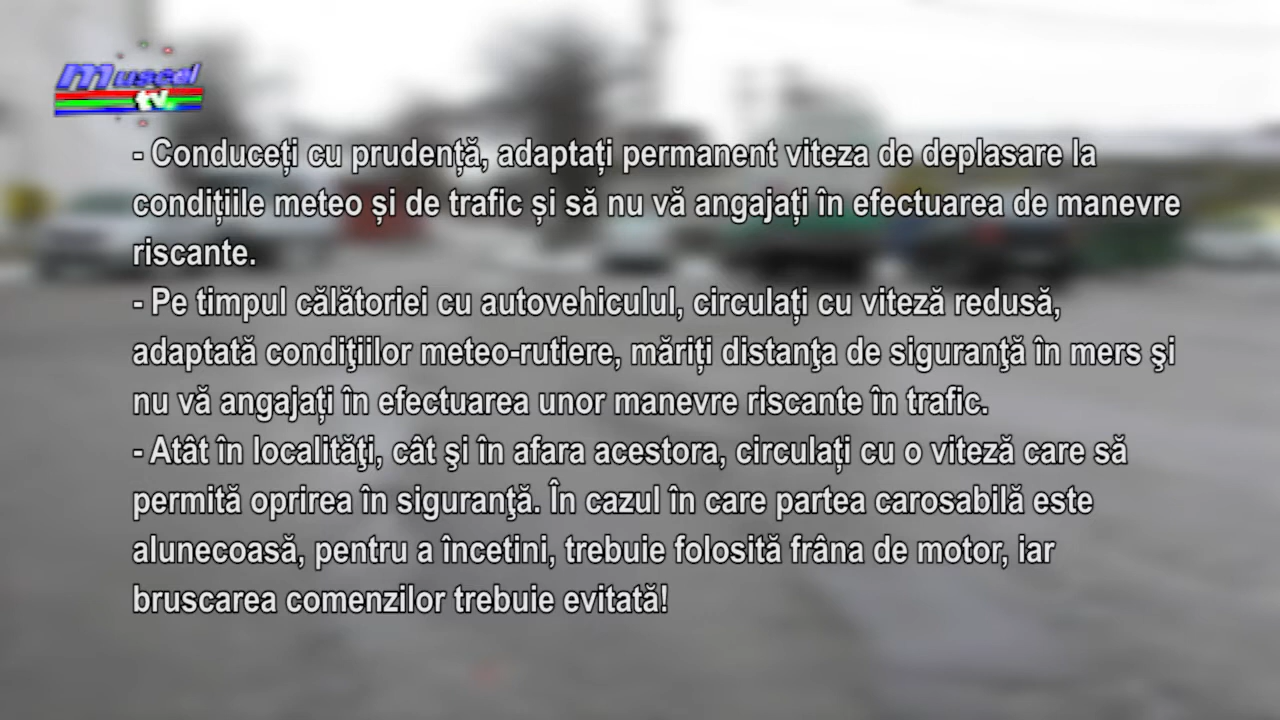 Muscel
tv
- Conduceți cu prudență, adaptați permanent viteza de deplasare la
condițiile meteo și de trafic și să nu vă angajați în efectuarea de manevre
riscante.
- Pe timpul călătoriei cu autovehiculul, circulați cu viteză redusă,
adaptată condiţiilor meteo-rutiere, măriți distanţa de siguranţă în mers şi
nu vă angajați în efectuarea unor manevre riscante în trafic.
- Atât în localităţi, cât şi în afara acestora, circulați cu o viteză care să
permită oprirea în siguranţă. În cazul în care partea carosabilă este
alunecoasă, pentru a încetini, trebuie folosită frâna de motor, iar
bruscarea comenzilor trebuie evitată!